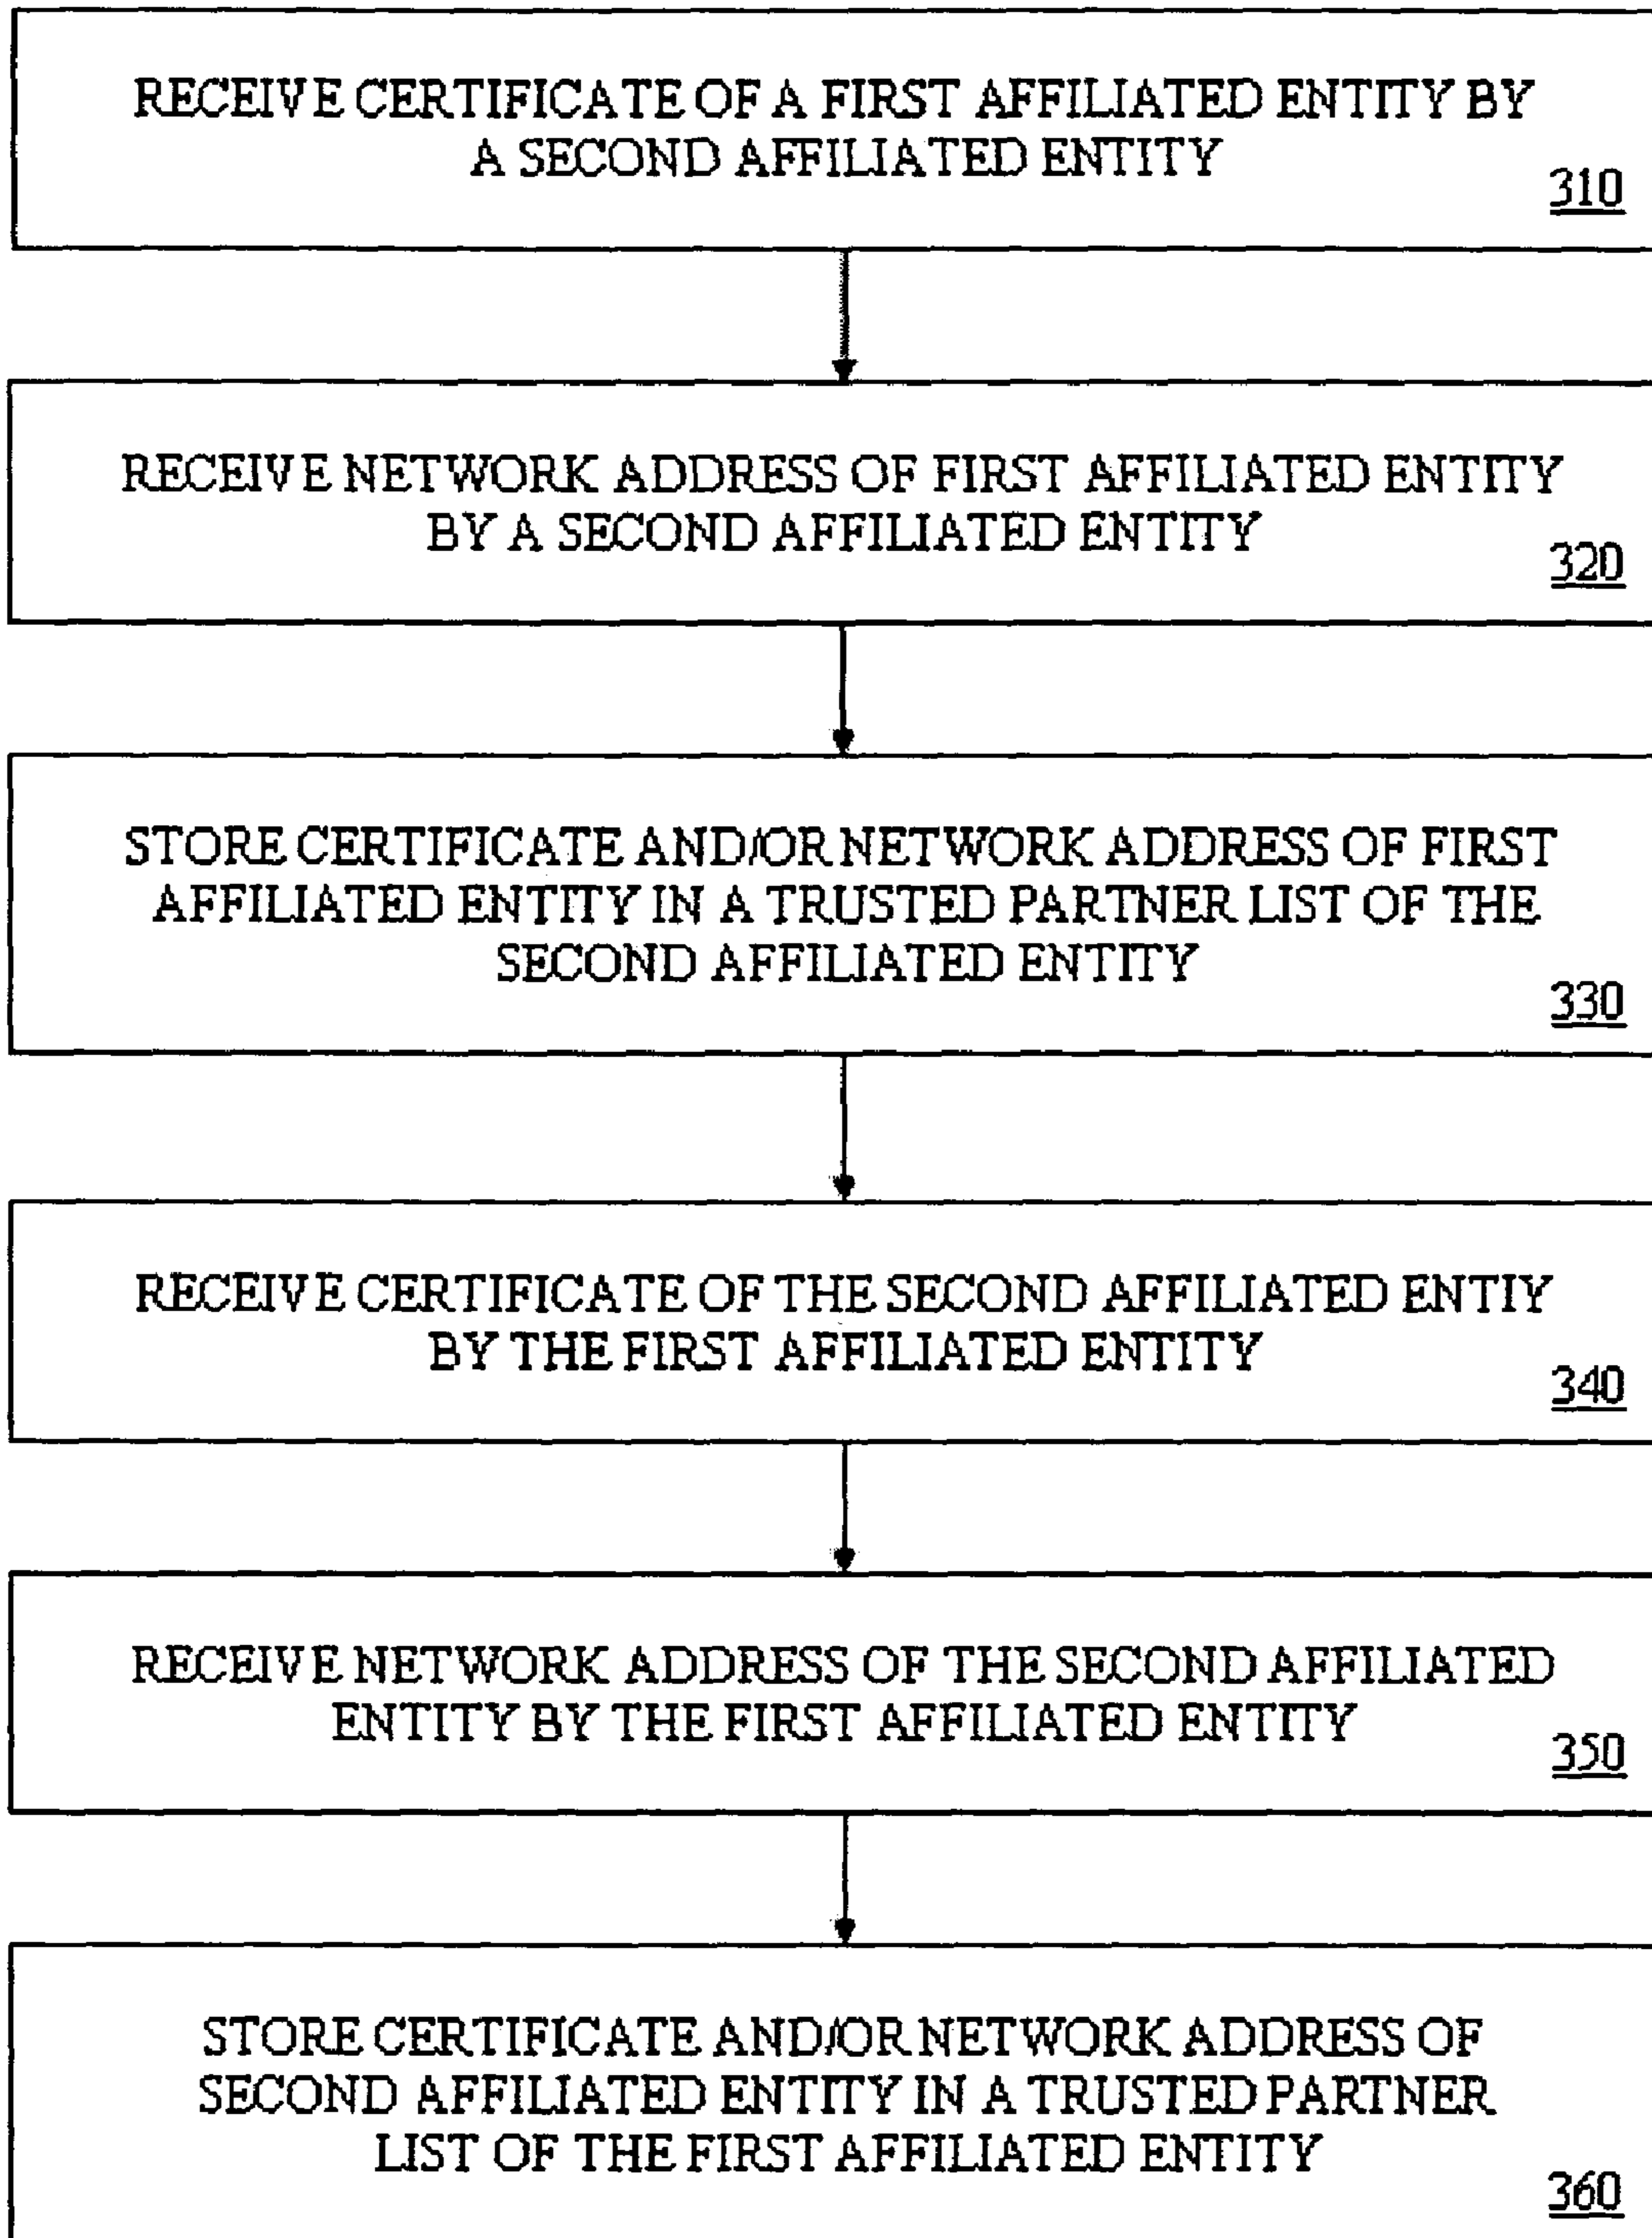 RECEIVE CERTIFICATE OF A FIRST AFFILIATED ENTITY BY
A SECOND AFFILIATED ENTITY
310
RECEIVE NETWORK ADDRESS OF FIRST AFFILIATED ENTITY
BY A SECOND AFFILIATED ENTITY
320
STORE CERTIFICATE AND/OR NETWORK ADDRESS OF FIRST
AFFILIATED ENTITY IN A TRUSTED PARTNER LIST OF THE
SECOND AFFILIATED ENTITY
330
RECEIVE CERTIFICATE OF THE SECOND AFFILIATED ENTIY
BY THE FIRST AFFILIATED ENTITY
340
RECEIVE NETWORK ADDRESS OF THE SECOND AFFILIATED
ENTITY BY THE FIRST AFFILIATED ENTITY
350
STORE CERTIFICATE AND/OR NETWORK ADDRESS OF
SECOND AFFILIATED ENTITY IN A TRUSTED PARTNER
LIST OF THE FIRST AFFILIATED ENTITY
360